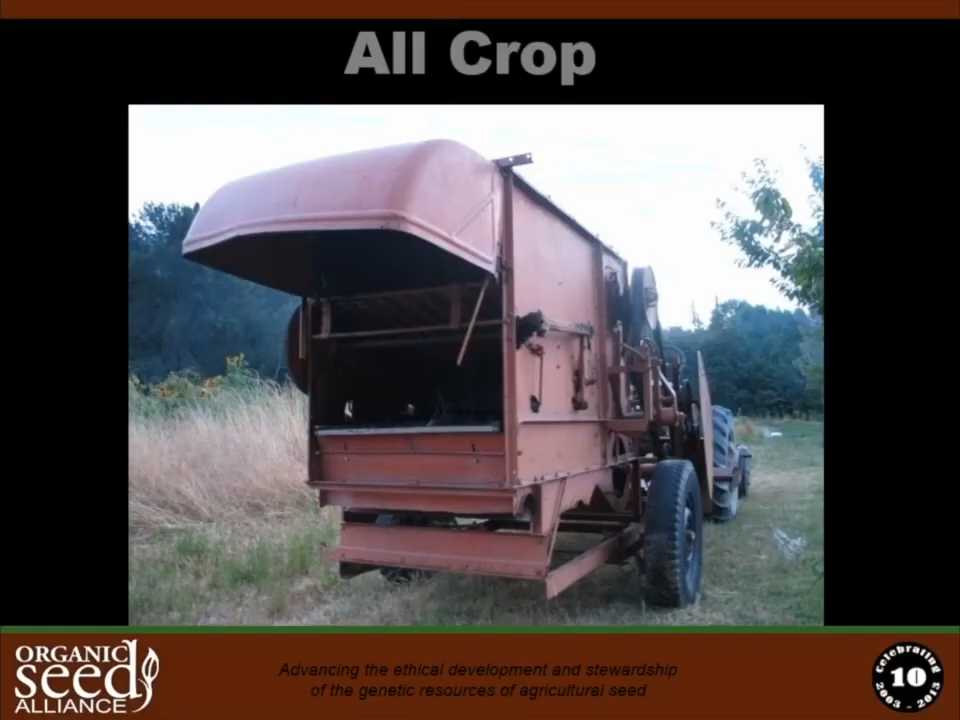 All Crop
ORGANIC
seed
ALLIANCE
Advancing the ethical development and stewardship
of the genetic resources of agricultural seed
Celebrating
10
2003 - 2013